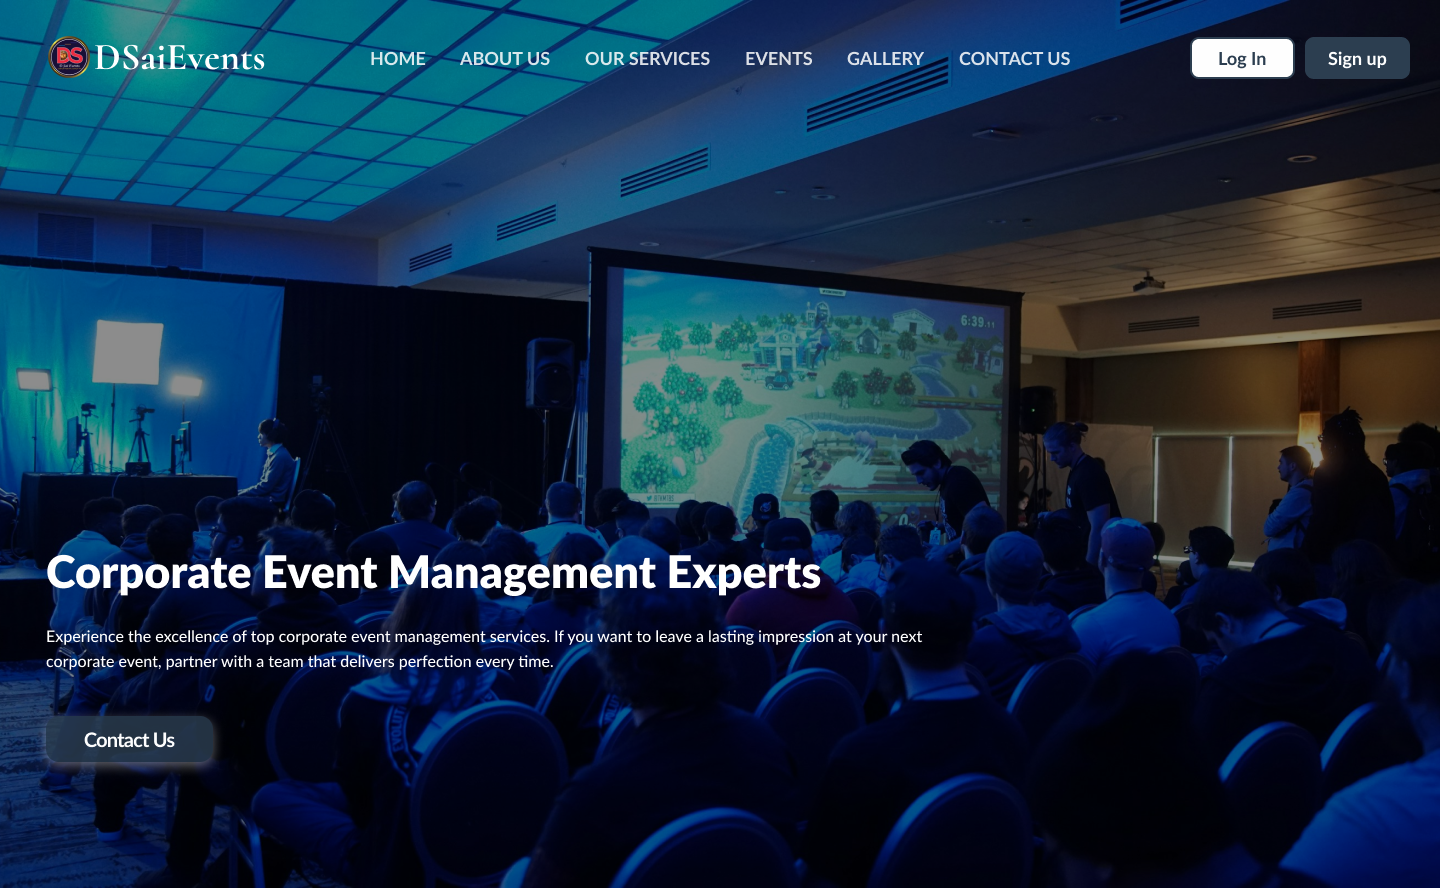 DS
DSaiEvents
HOME
ABOUT US
OUR SERVICES
EVENTS
GALLERY
CONTACT US
Log In
Sign up
6:39.11
Corporate Event Management Experts
Experience the excellence of top corporate event management services. If you want to leave a lasting impression at your next
corporate event, partner with a team that delivers perfection every time.
Contact Us